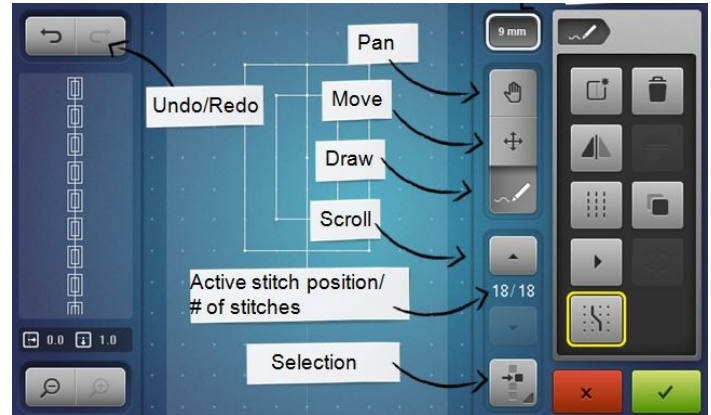 9 mm
Pan
Undo/Redo
Move
Draw
Scroll
Active stitch position/
# of stitches
18/18
0.0 1.0
Selection